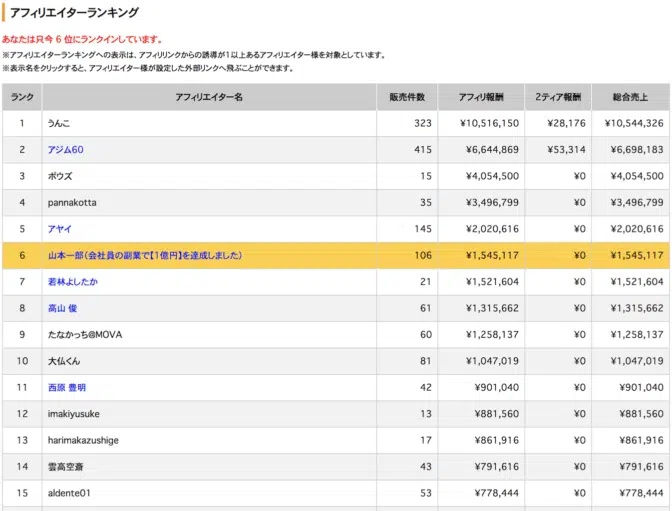 アフィリエイターランキング
あなたは只今 6 位にランクインしています。
※アフィリエイターランキングへの表示は、アフィリリンクからの誘導が1以上あるアフィリエイター様を対象としています。
※表示名をクリックすると、アフィリエイター様が設定した外部リンクへ飛ぶことができます。
ランク アフィリエイター名 販売件数 アフィリ報酬 2ティア報酬 総合売上
1 うんこ 323 ¥10,516,150 ¥28,176 ¥10,544,326
2 アジム60 415 ¥6,644,869 ¥53,314 ¥6,698,183
3 ボウズ 15 ¥4,054,500 ¥0 ¥4,054,500
4 pannakotta 35 ¥3,496,799 ¥0 ¥3,496,799
5 アヤイ 145 ¥2,020,616 ¥0 ¥2,020,616
6 山本一郎(会社員の副業で【1億円】を達成しました) 106 ¥1,545,117 ¥0 ¥1,545,117
7 若林よしたか 21 ¥1,521,604 ¥0 ¥1,521,604
8 高山 俊 61 ¥1,315,662 ¥0 ¥1,315,662
9 たなかっち@MOVA 60 ¥1,258,137 ¥0 ¥1,258,137
10 大仏くん 81 ¥1,047,019 ¥0 ¥1,047,019
11 西原 豊明 42 ¥901,040 ¥0 ¥901,040
12 imakiyusuke 13 ¥881,560 ¥0 ¥881,560
13 harimakazushige 17 ¥861,916 ¥0 ¥861,916
14 雲高空斎 43 ¥791,616 ¥0 ¥791,616
15 aldente01 53 ¥778,444 ¥0 ¥778,444